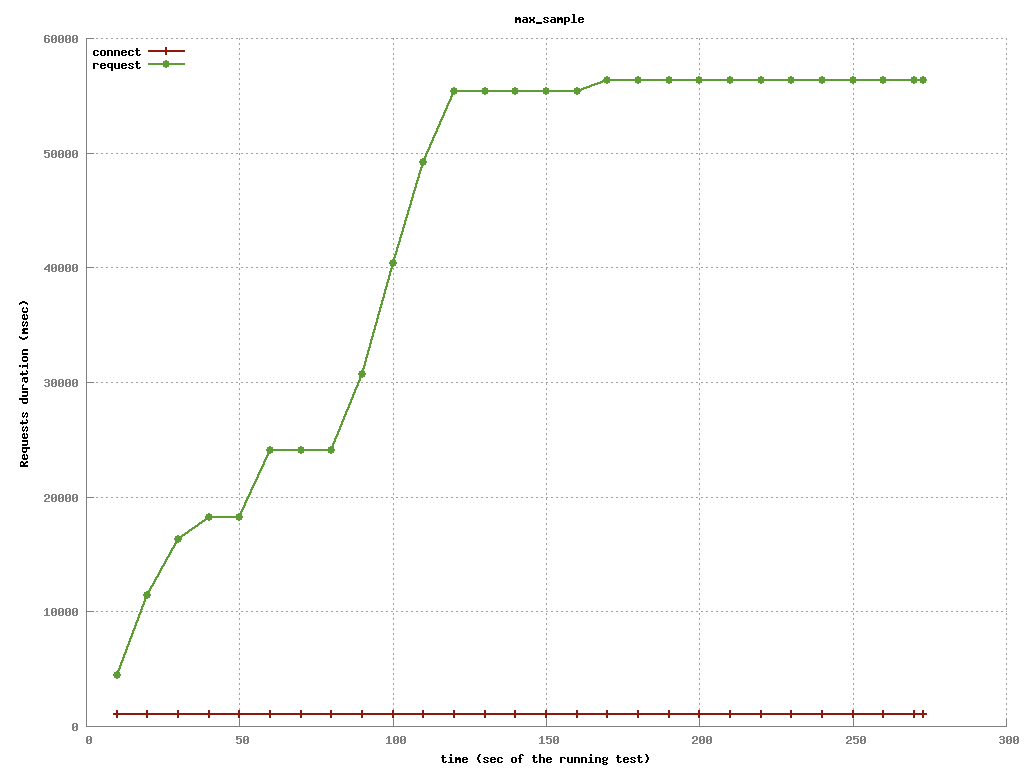 max_sample
connect
request
60000
50000
40000
30000
20000
10000
0
Requests duration (msec)
0 50 100 150 200 250 300
time (sec of the running test)